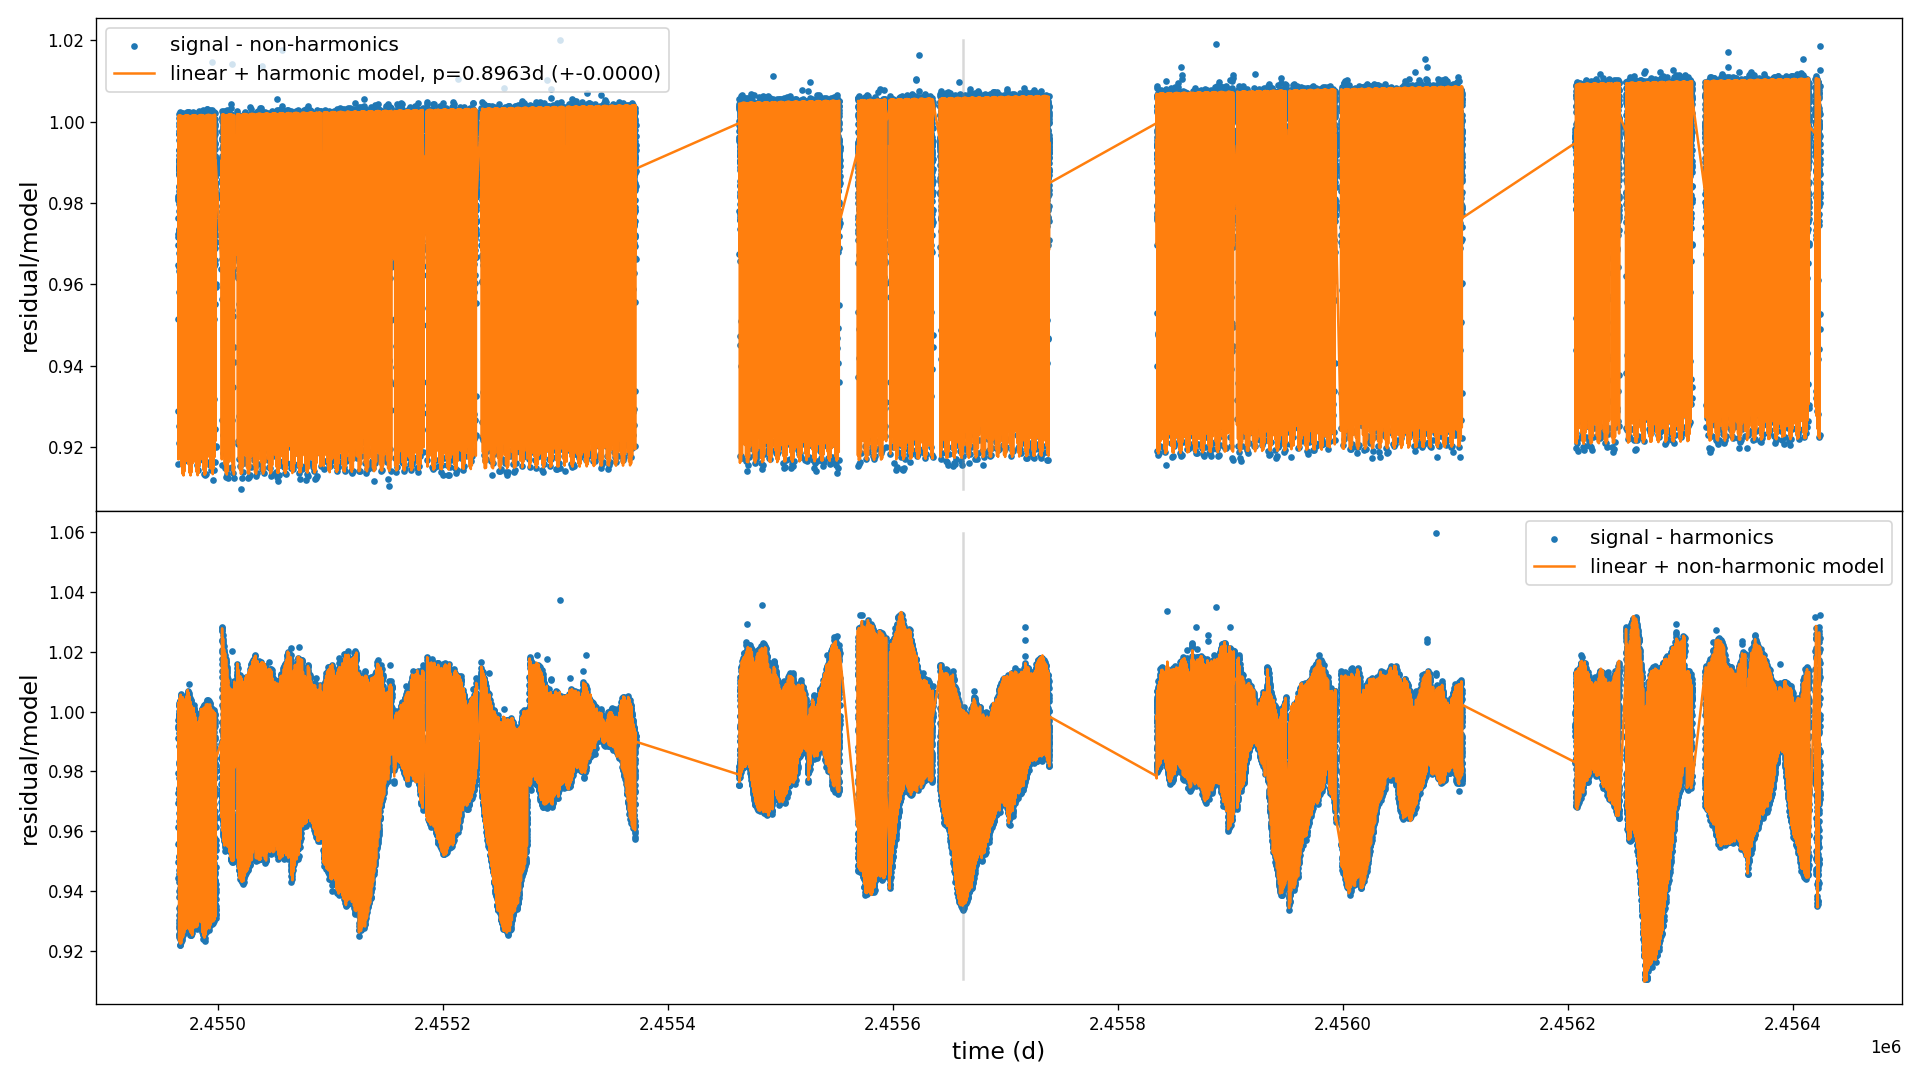 signal - non-harmonics
linear + harmonic model, p=0.8963d (+-0.0000)
1.02
1.00
0.98
0.96
0.94
0.92
residual/model
signal - harmonics
linear + non-harmonic model
1.06
1.04
1.02
1.00
0.98
0.96
0.94
0.92
residual/model
2.4550 2.4552 2.4554 2.4556 2.4558 2.4560 2.4562 2.4564
1e6
time (d)